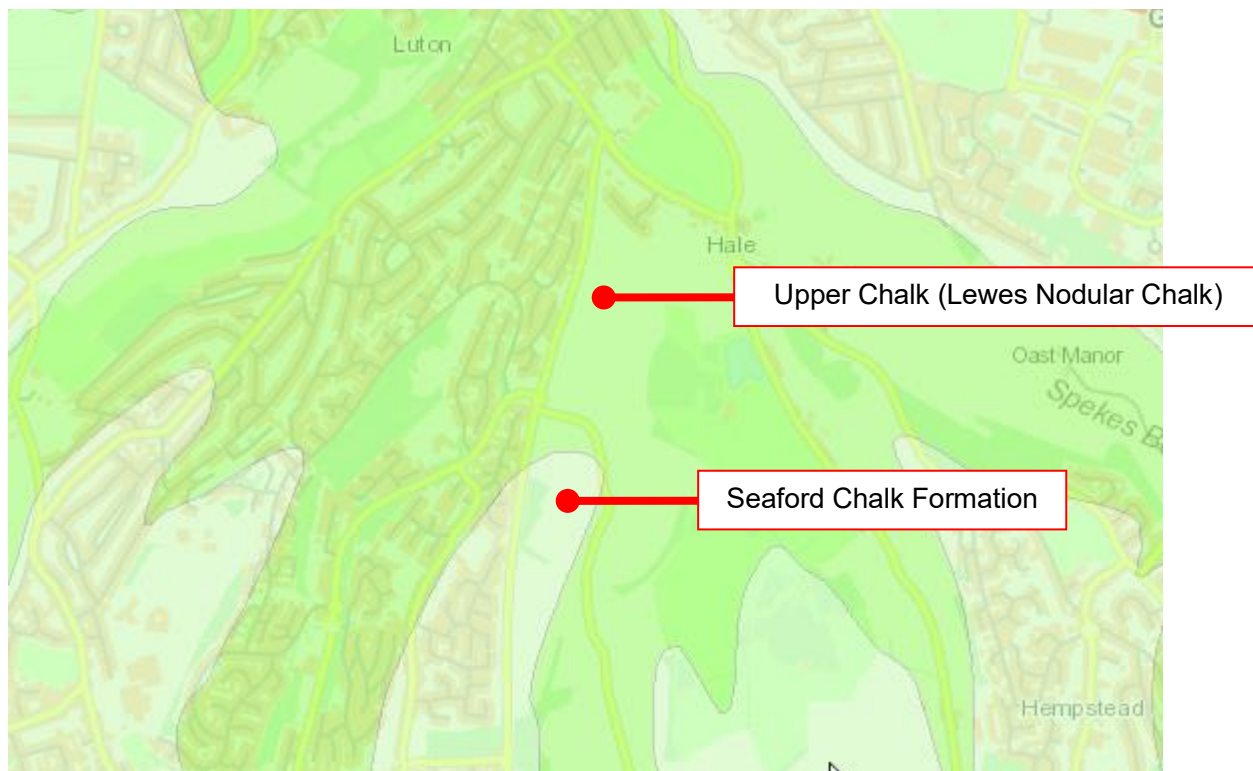 Luton
Hale
Upper Chalk (Lewes Nodular Chalk)
Oast Manor
Spekes
Seaford Chalk Formation
Hempstead